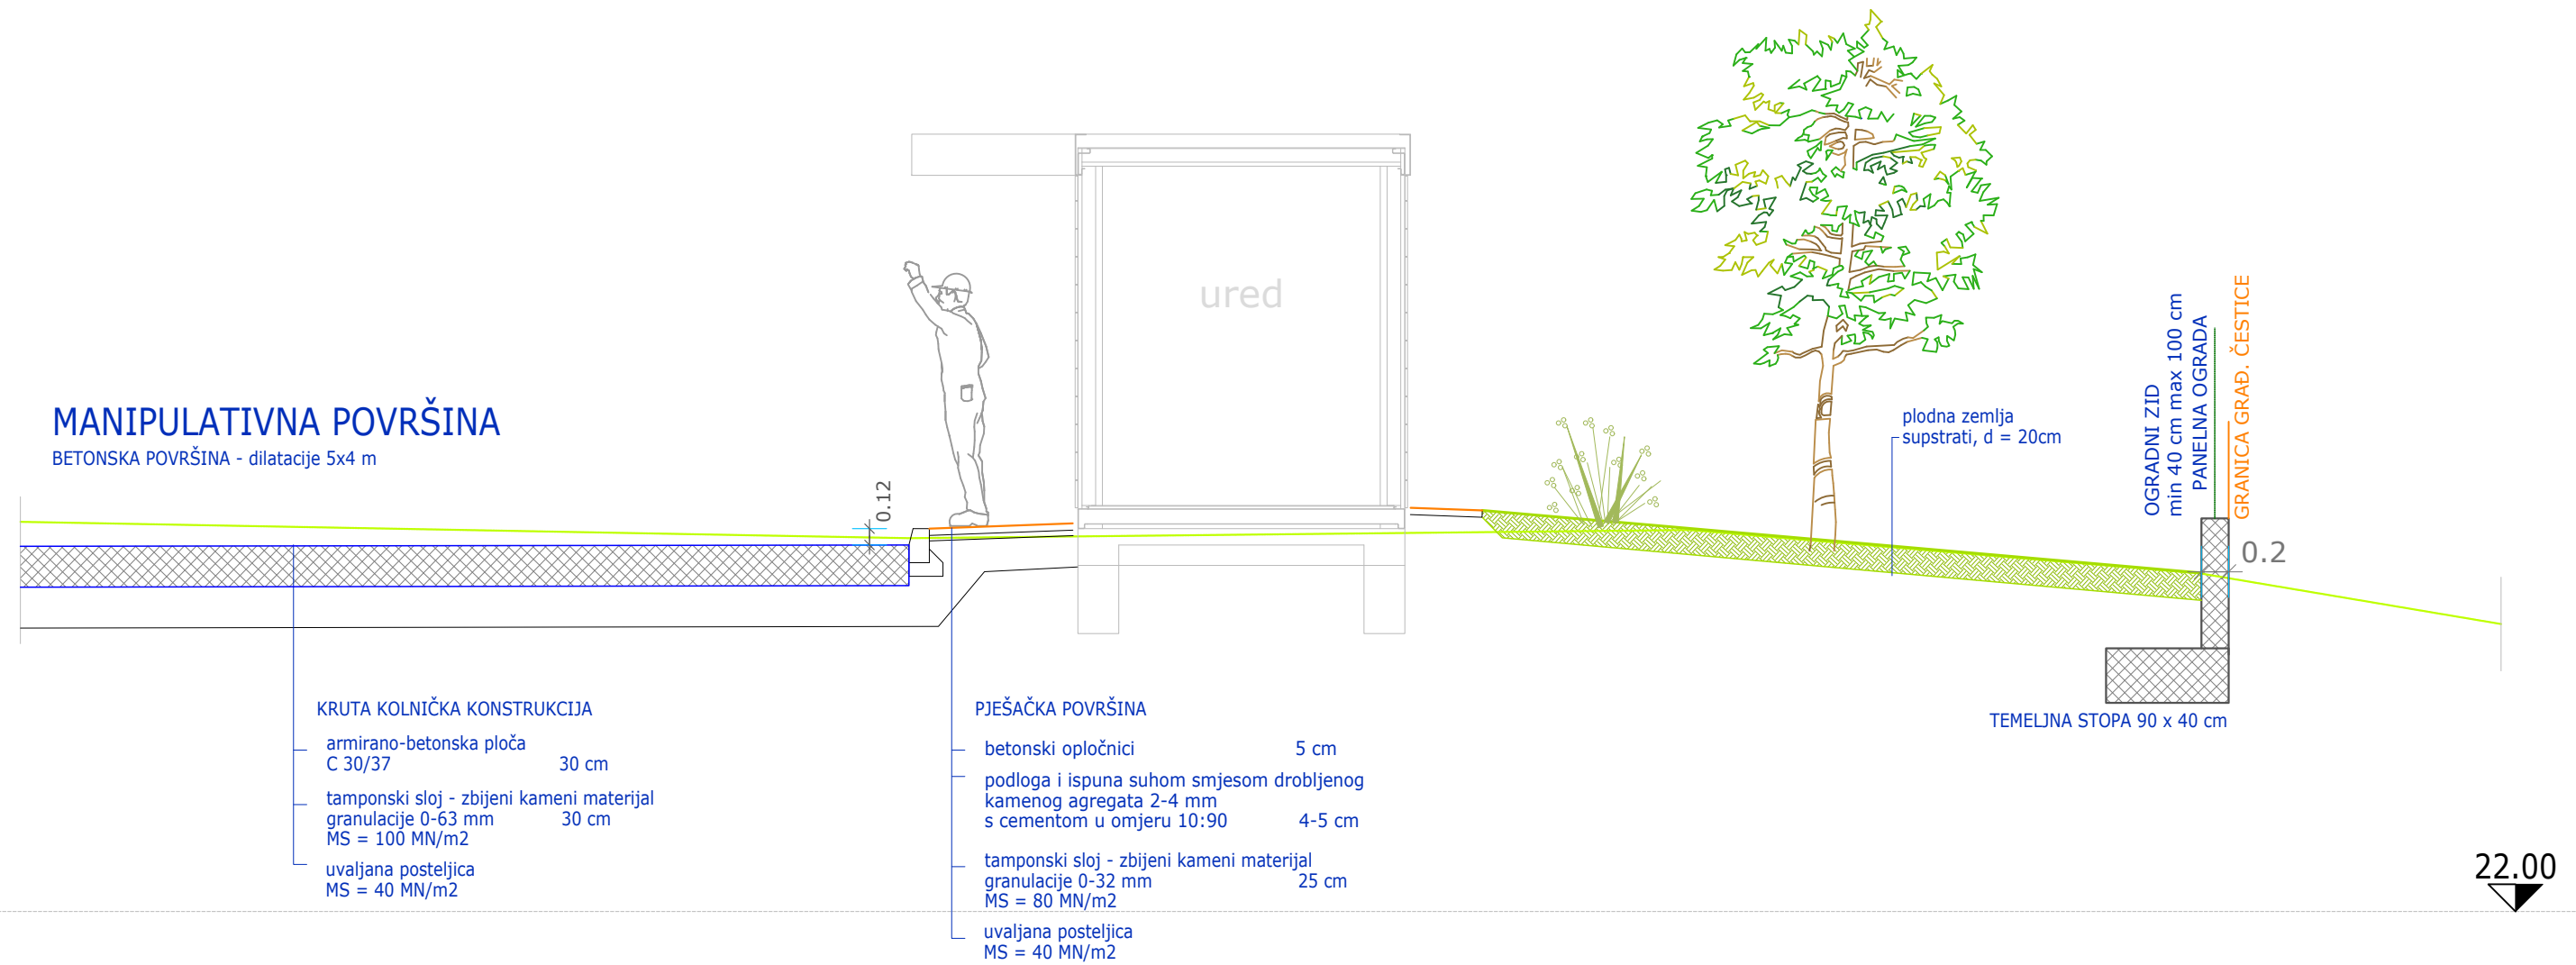 ured
MANIPULATIVNA POVRŠINA
BETONSKA POVRŠINA - dilatacije 5x4 m
0.12
plodna zemlja
supstrati, d = 20cm
OGRADNI ZID
min 40 cm max 100 cm
PANELNA OGRADA
GRANICA GRAĐ. ČESTICE
0.2
TEMELJNA STOPA 90 x 40 cm
KRUTA KOLNIČKA KONSTRUKCIJA
armirano-betonska ploča
C 30/37 30 cm
tamponski sloj - zbijeni kameni materijal
granulacije 0-63 mm 30 cm
MS = 100 MN/m2
uvaljana posteljica
MS = 40 MN/m2
PJEŠAČKA POVRŠINA
betonski opločnici 5 cm
podloga i ispuna suhom smjesom drobljenog
kamenog agregata 2-4 mm
s cementom u omjeru 10:90 4-5 cm
tamponski sloj - zbijeni kameni materijal
granulacije 0-32 mm 25 cm
MS = 80 MN/m2
uvaljana posteljica
MS = 40 MN/m2
22.00